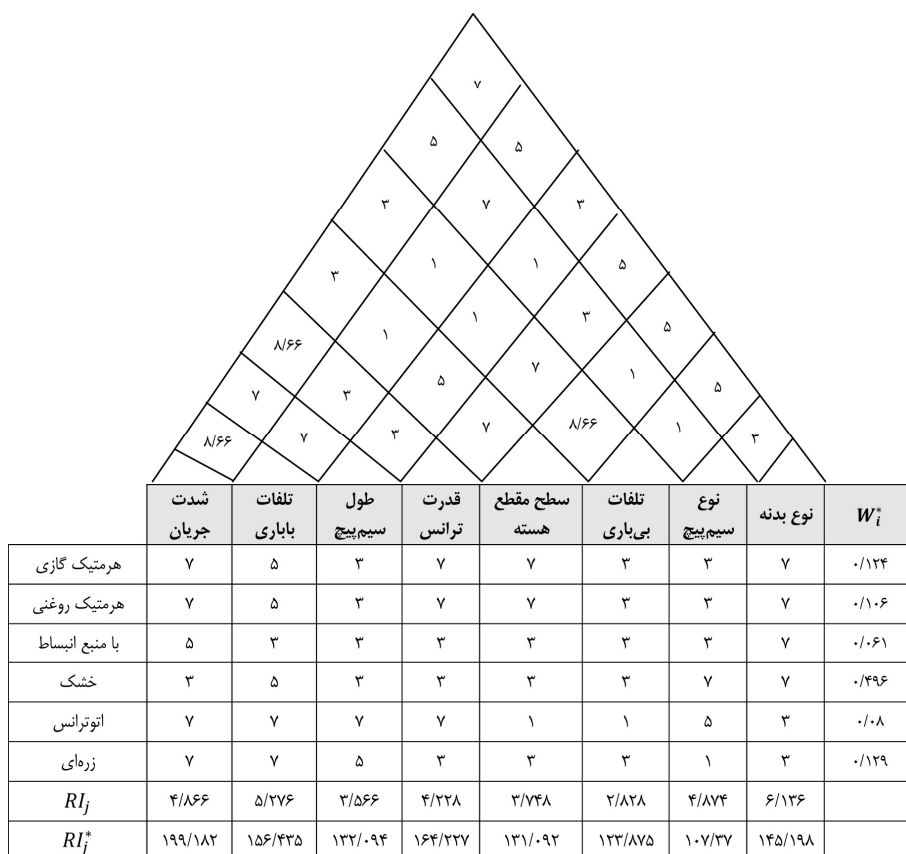 ۷
۵ ۵
۳ ۷ ۳
۳ ۱ ۱ ۵
۸/۶۶ ۱ ۱ ۳ ۵
۷ ۳ ۵ ۷ ۱ ۵
۸/۶۶ ۷ ۳ ۷ ۸/۶۶ ۱ ۳
شدت
جریان
تلفات
باباری
طول
سیم‌پیچ
قدرت
ترانس
سطح مقطع
هسته
تلفات
بی‌باری
نوع
سیم‌پیچ
نوع بدنه
W*i
هرمتیک گازی ۷ ۵ ۳ ۷ ۷ ۳ ۳ ۷ ۰/۱۲۴
هرمتیک روغنی ۷ ۵ ۳ ۷ ۷ ۳ ۳ ۷ ۰/۱۰۶
با منبع انبساط ۵ ۳ ۳ ۳ ۳ ۳ ۳ ۷ ۰/۰۶۱
خشک ۳ ۵ ۳ ۳ ۳ ۳ ۷ ۷ ۰/۴۹۶
اتوترانس ۷ ۷ ۷ ۷ ۱ ۱ ۵ ۳ ۰/۰۸
زره‌ای ۷ ۷ ۵ ۳ ۳ ۳ ۱ ۳ ۰/۱۲۹
RIj ۴/۸۶۶ ۵/۲۷۶ ۳/۵۶۶ ۴/۲۲۸ ۳/۷۴۸ ۲/۸۲۸ ۴/۸۷۴ ۶/۱۳۶
RI*j ۱۹۹/۱۸۲ ۱۵۶/۴۳۵ ۱۳۲/۰۹۴ ۱۶۴/۲۲۷ ۱۳۱/۰۹۲ ۱۲۳/۸۷۵ ۱۰۷/۳۷ ۱۴۵/۱۹۸